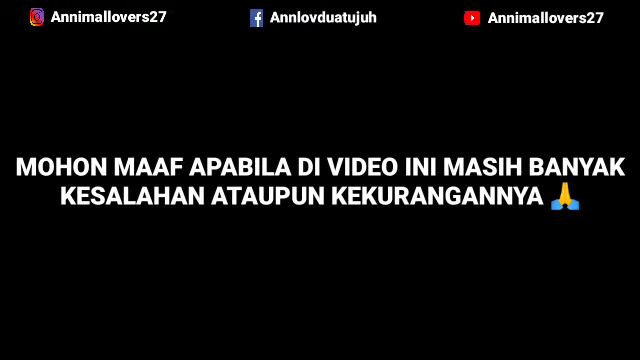 Annimallovers27 Annlovduatujuh Annimallovers27
MOHON MAAF APABILA DI VIDEO INI MASIH BANYAK
KESALAHAN ATAUPUN KEKURANGANNYA 🙏